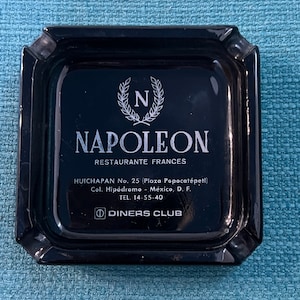 N
NAPOLEON
RESTAURANTE FRANCES
HUICHAPAN No. 25 (Plaza Popocatépetl)
Col. Hipódromo - México, D. F.
TEL. 14-55-40
DINERS CLUB